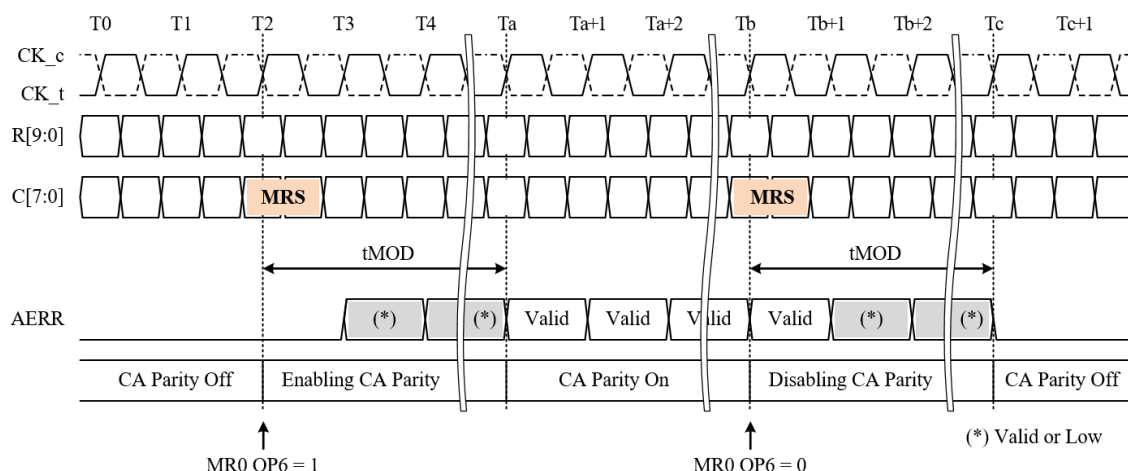 T0 T1 T2 T3 T4 Ta Ta+1 Ta+2 Tb Tb+1 Tb+2 Tc Tc+1
CK_c
CK_t
R[9:0]
C[7:0] MRS MRS
tMOD tMOD
AERR (*) (*) Valid Valid Valid Valid (*) (*)
CA Parity Off Enabling CA Parity CA Parity On Disabling CA Parity CA Parity Off
(*) Valid or Low
MR0 OP6 = 1 MR0 OP6 = 0